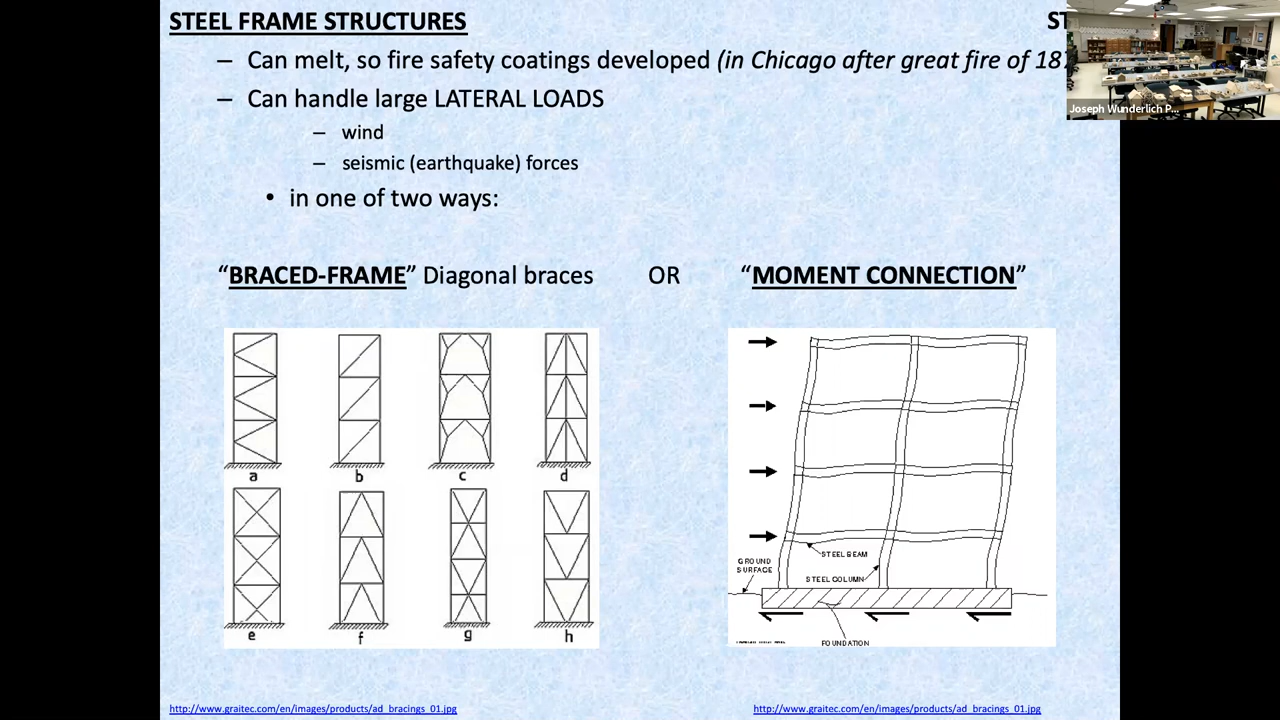 STEEL FRAME STRUCTURES
ST
– Can melt, so fire safety coatings developed (in Chicago after great fire of 187
– Can handle large LATERAL LOADS
– wind
– seismic (earthquake) forces
• in one of two ways:
“BRACED-FRAME” Diagonal braces OR “MOMENT CONNECTION”
a b c d
e f g h
STEEL BEAM
GROUND SURFACE
STEEL COLUMN
FOUNDATION
http://www.graitec.com/en/images/products/ad_bracings_01.jpg
http://www.graitec.com/en/images/products/ad_bracings_01.jpg
Joseph Wunderlich P...